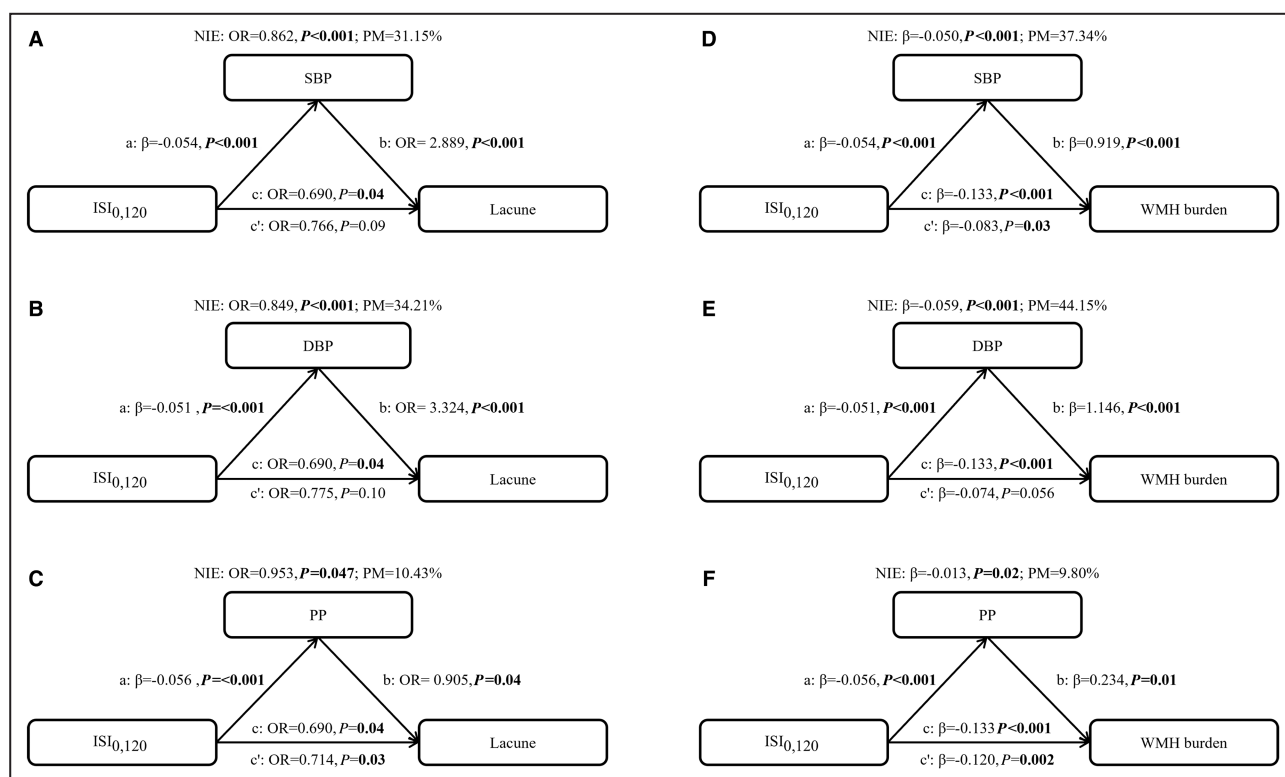 A
NIE: OR=0.862, P<0.001; PM=31.15%
SBP
a: β=-0.054, P<0.001
b: OR= 2.889, P<0.001
ISI0,120
c: OR=0.690, P=0.04
c': OR=0.766, P=0.09
Lacune
B
NIE: OR=0.849, P<0.001; PM=34.21%
DBP
a: β=-0.051 , P=<0.001
b: OR= 3.324, P<0.001
ISI0,120
c: OR=0.690, P=0.04
c': OR=0.775, P=0.10
Lacune
C
NIE: OR=0.953, P=0.047; PM=10.43%
PP
a: β=-0.056 , P=<0.001
b: OR= 0.905, P=0.04
ISI0,120
c: OR=0.690, P=0.04
c': OR=0.714, P=0.03
Lacune
D
NIE: β=-0.050, P<0.001; PM=37.34%
SBP
a: β=-0.054, P<0.001
b: β=0.919, P<0.001
ISI0,120
c: β=-0.133, P<0.001
c': β=-0.083, P=0.03
WMH burden
E
NIE: β=-0.059, P<0.001; PM=44.15%
DBP
a: β=-0.051, P<0.001
b: β=1.146, P<0.001
ISI0,120
c: β=-0.133, P<0.001
c': β=-0.074, P=0.056
WMH burden
F
NIE: β=-0.013, P=0.02; PM=9.80%
PP
a: β=-0.056, P<0.001
b: β=0.234, P=0.01
ISI0,120
c: β=-0.133 P<0.001
c': β=-0.120, P=0.002
WMH burden